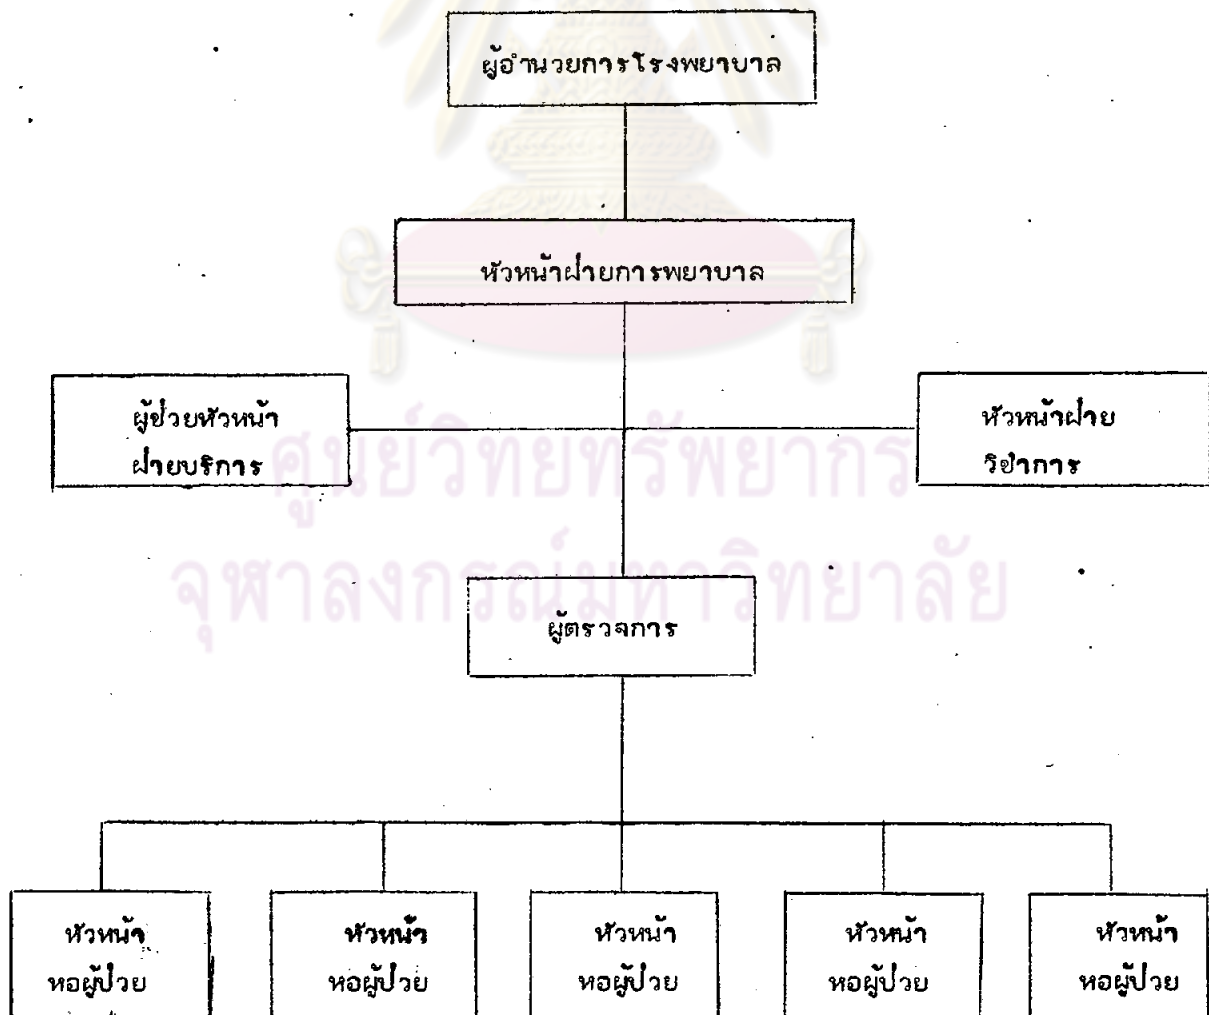 ผู้อำนวยการโรงพยาบาล
หัวหน้าฝ่ายการพยาบาล
ผู้ช่วยหัวหน้า
ฝ่ายบริการ
หัวหน้าฝ่าย
วิชาการ
ศูนย์วิทยทรัพยากร
จุฬาลงกรณ์มหาวิทยาลัย
ผู้ตรวจการ
หัวหน้า
หอผู้ป่วย
หัวหน้า
หอผู้ป่วย
หัวหน้า
หอผู้ป่วย
หัวหน้า
หอผู้ป่วย
หัวหน้า
หอผู้ป่วย